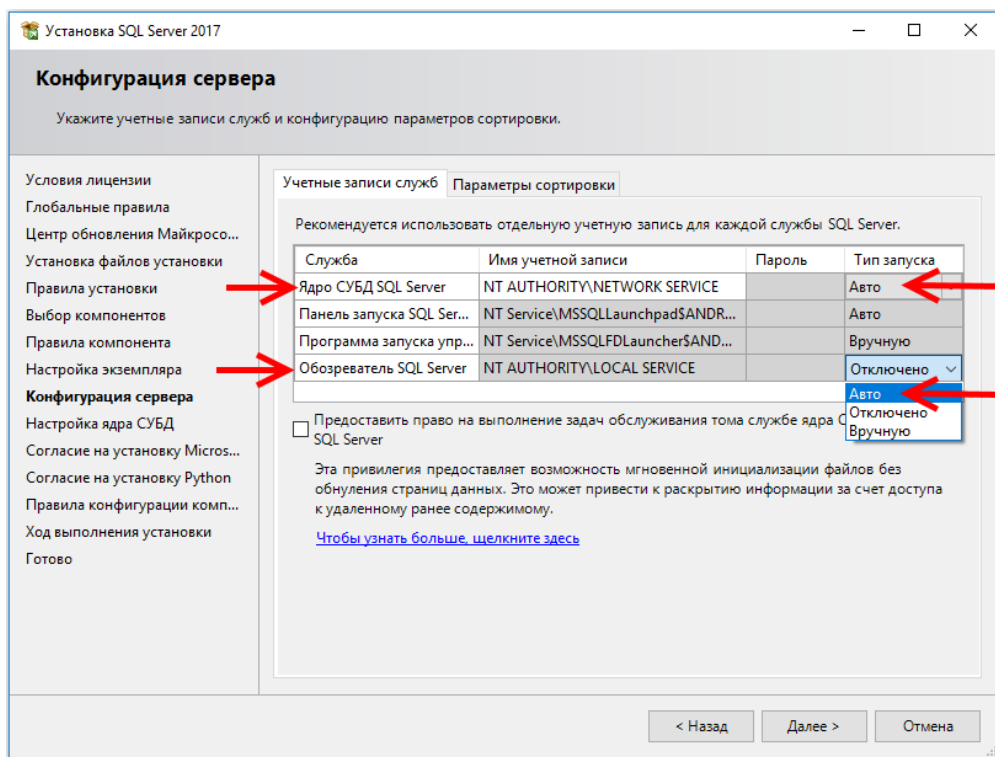 Установка SQL Server 2017
Конфигурация сервера
Укажите учетные записи служб и конфигурацию параметров сортировки.
Условия лицензии
Глобальные правила
Центр обновления Майкросо...
Установка файлов установки
Правила установки
Выбор компонентов
Правила компонента
Настройка экземпляра
Конфигурация сервера
Настройка ядра СУБД
Согласие на установку Micros...
Согласие на установку Python
Правила конфигурации комп...
Ход выполнения установки
Готово
Учетные записи служб Параметры сортировки
Рекомендуется использовать отдельную учетную запись для каждой службы SQL Server.
Служба Имя учетной записи Пароль Тип запуска
Ядро СУБД SQL Server NT AUTHORITY\NETWORK SERVICE Авто
Панель запуска SQL Ser... NT Service\MSSQLLaunchpad$ANDR... Авто
Программа запуска упр... NT Service\MSSQLFDLauncher$AND... Вручную
Обозреватель SQL Server NT AUTHORITY\LOCAL SERVICE Отключено
Авто
Отключено
Вручную
Предоставить право на выполнение задач обслуживания тома службе ядра
SQL Server
Эта привилегия предоставляет возможность мгновенной инициализации файлов без
обнуления страниц данных. Это может привести к раскрытию информации за счет доступа
к удаленному ранее содержимому.
Чтобы узнать больше, щелкните здесь
< Назад Далее > Отмена